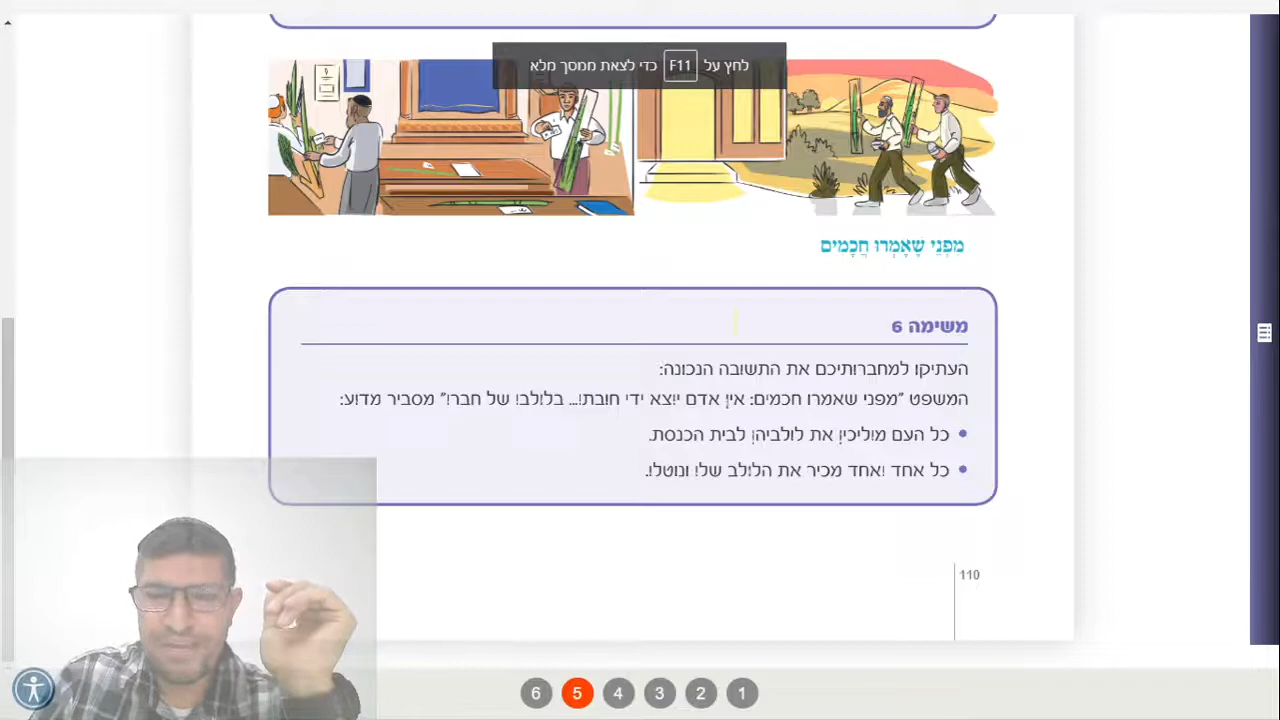 לחץ על F11 כדי לצאת ממסך מלא
מִפְּנֵי שֶׁאָמְרוּ חֲכָמִים
משימה 6
העתיקו למחברותיכם את התשובה הנכונה:
המשפט "מפני שאמרו חכמים: אין אדם יוצא ידי חובתו... בלולבו של חברו" מסביר מדוע:
• כל העם מוליכין את לולביהן לבית הכנסת.
• כל אחד ואחד מכיר את הלולב שלו ונוטלו.
110
6 5 4 3 2 1